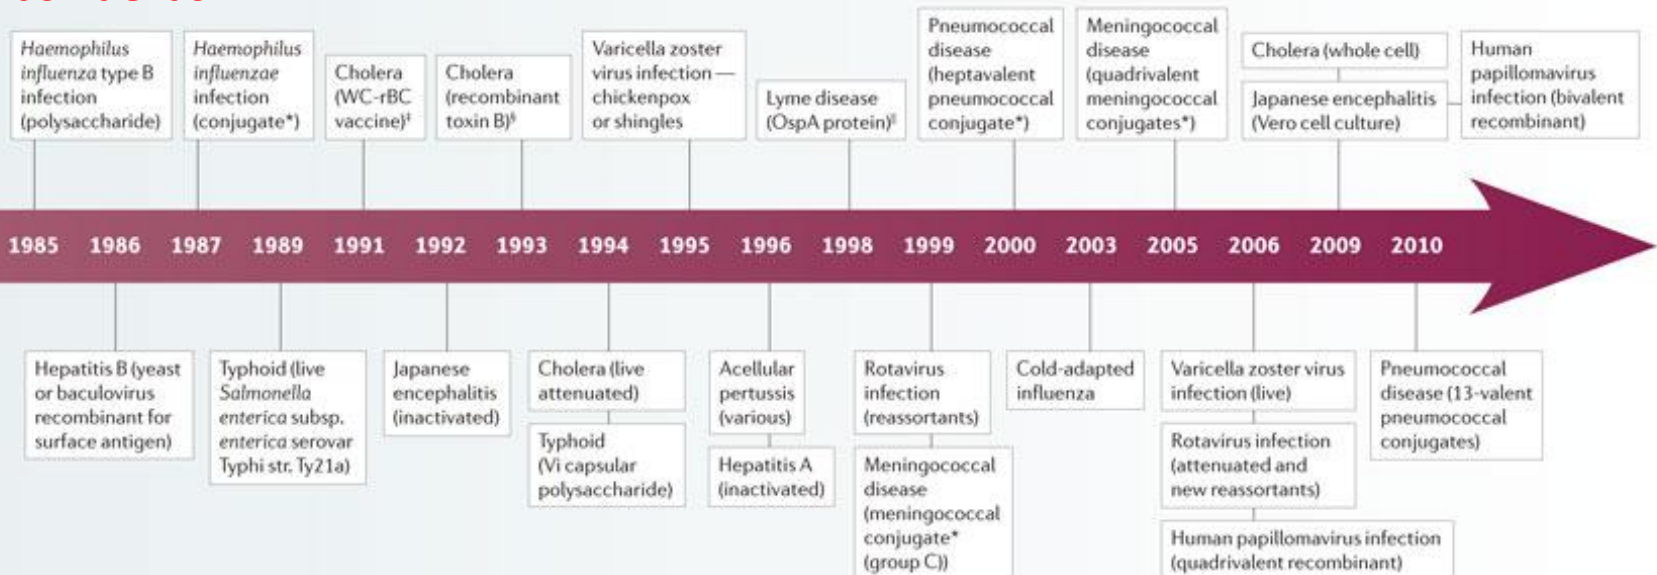 Haemophilus
influenza type B
infection
(polysaccharide)
Haemophilus
influenzae
infection
(conjugate*)
Cholera
(WC-rBC
vaccine)‡
Cholera
(recombinant
toxin B)§
Varicella zoster
virus infection —
chickenpox
or shingles
Lyme disease
(OspA protein)||
Pneumococcal
disease
(heptavalent
pneumococcal
conjugate*)
Meningococcal
disease
(quadrivalent
meningococcal
conjugates*)
Cholera (whole cell)
Japanese encephalitis
(Vero cell culture)
Human
papillomavirus
infection (bivalent
recombinant)
1985 1986 1987 1989 1991 1992 1993 1994 1995 1996 1998 1999 2000 2003 2005 2006 2009 2010
Hepatitis B (yeast
or baculovirus
recombinant for
surface antigen)
Typhoid (live
Salmonella
enterica subsp.
enterica serovar
Typhi str. Ty21a)
Japanese
encephalitis
(inactivated)
Cholera (live
attenuated)
Typhoid
(Vi capsular
polysaccharide)
Acellular
pertussis
(various)
Hepatitis A
(inactivated)
Rotavirus
infection
(reassortants)
Meningococcal
disease
(meningococcal
conjugate*
(group C))
Cold-adapted
influenza
Varicella zoster virus
infection (live)
Rotavirus infection
(attenuated and
new reassortants)
Human papillomavirus infection
(quadrivalent recombinant)
Pneumococcal
disease (13-valent
pneumococcal
conjugates)